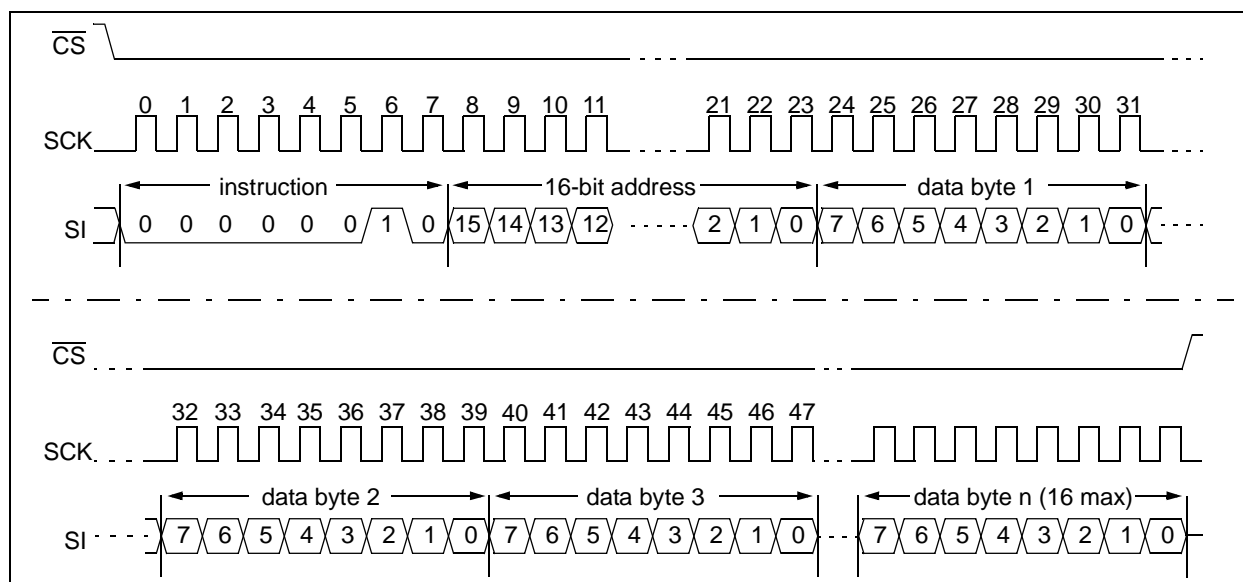 CS
0 1 2 3 4 5 6 7 8 9 10 11 21 22 23 24 25 26 27 28 29 30 31
SCK
instruction 16-bit address data byte 1
SI 0 0 0 0 0 0 1 0 15 14 13 12 2 1 0 7 6 5 4 3 2 1 0
CS
32 33 34 35 36 37 38 39 40 41 42 43 44 45 46 47
SCK
data byte 2 data byte 3 data byte n (16 max)
SI 7 6 5 4 3 2 1 0 7 6 5 4 3 2 1 0 7 6 5 4 3 2 1 0